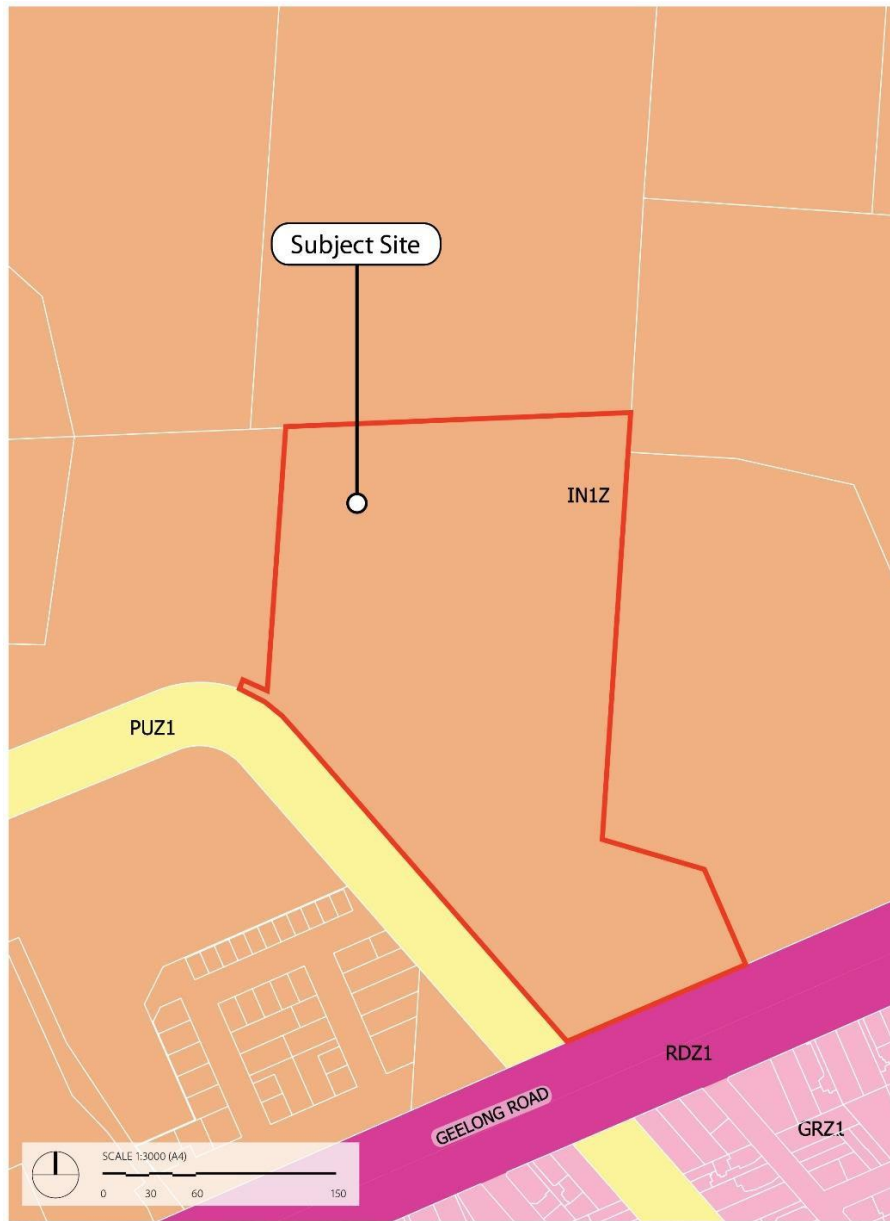 Subject Site
IN1Z
PUZ1
RDZ1
GEELONG ROAD
GRZ1
SCALE 1:3000 (A4)
0 30 60 150